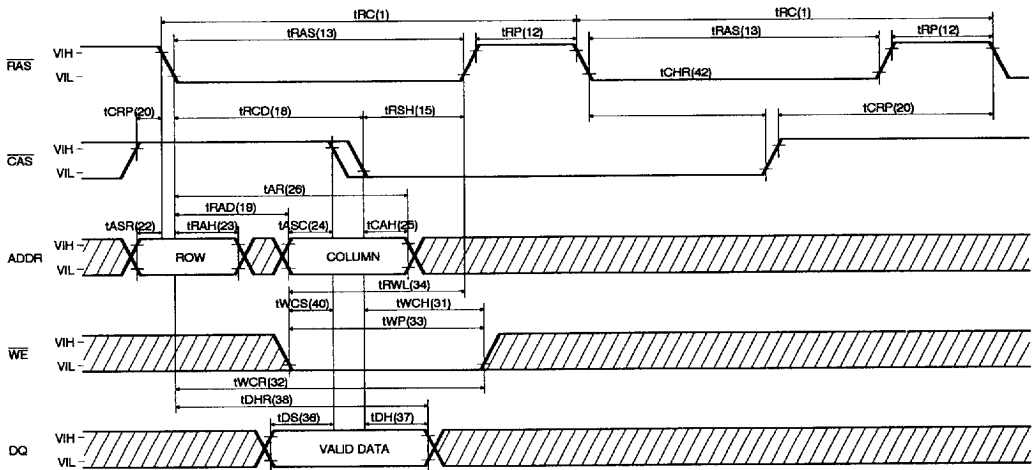 tRC(1) tRC(1)
tRAS(13) tRP(12) tRAS(13) tRP(12)
RAS VIH
VIL
tCHR(42)
tCRP(20) tRCD(18) tRSH(15) tCRP(20)
CAS VIH
VIL
tAR(26)
tRAD(19)
tASR(22) tRAH(23) tASC(24) tCAH(25)
ADDR VIH
VIL
ROW COLUMN
tRWL(34)
tWCS(40) tWCH(31)
tWP(33)
WE VIH
VIL
tWCR(32)
tDHR(38)
tDS(36) tDH(37)
DQ VIH
VIL
VALID DATA